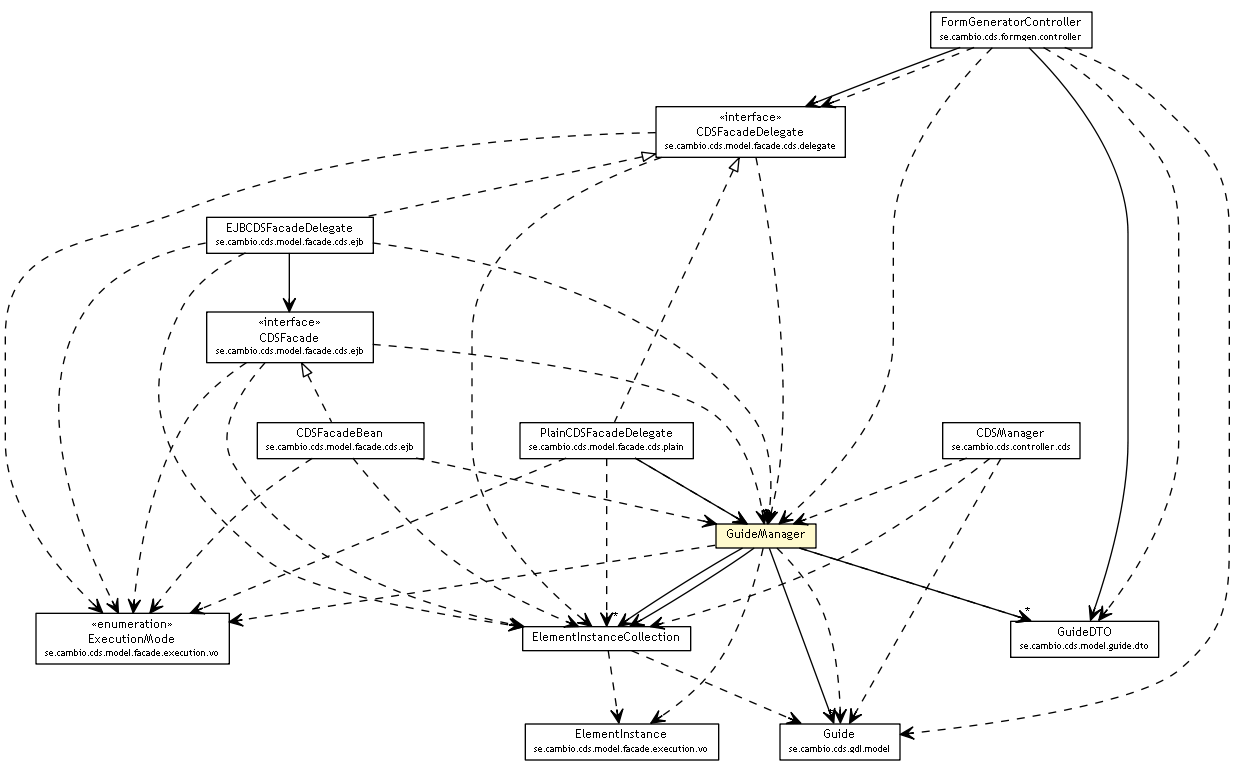 FormGeneratorController
se.cambio.cds.formgen.controller
«interface»
CDSFacadeDelegate
se.cambio.cds.model.facade.cds.delegate
EJBCDSFacadeDelegate
se.cambio.cds.model.facade.cds.ejb
«interface»
CDSFacade
se.cambio.cds.model.facade.cds.ejb
CDSFacadeBean
se.cambio.cds.model.facade.cds.ejb
PlainCDSFacadeDelegate
se.cambio.cds.model.facade.cds.plain
CDSManager
se.cambio.cds.controller.cds
GuideManager
«enumeration»
ExecutionMode
se.cambio.cds.model.facade.execution.vo
*
ElementInstanceCollection
*
GuideDTO
se.cambio.cds.model.guide.dto
ElementInstance
se.cambio.cds.model.facade.execution.vo
*
Guide
se.cambio.cds.gdl.model